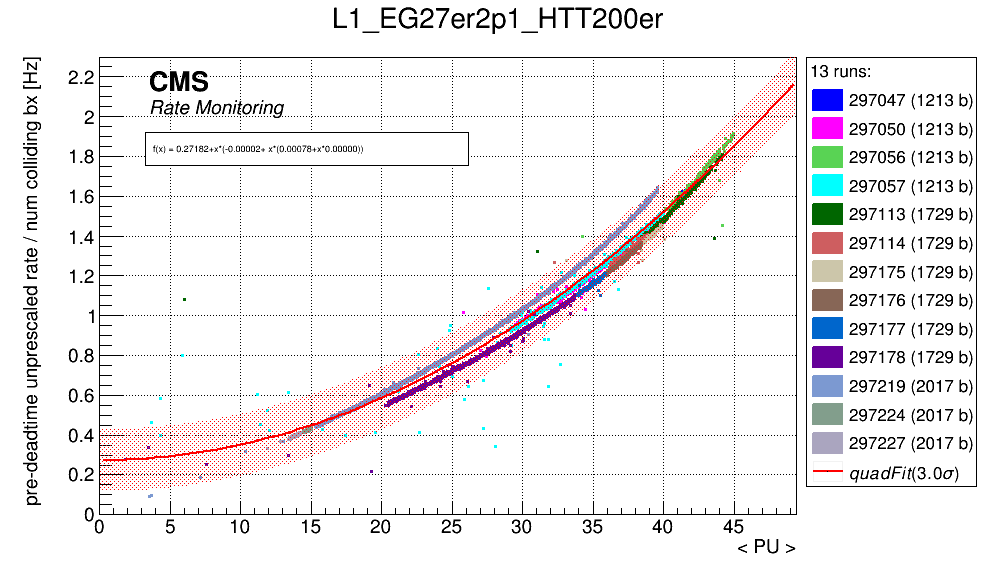 L1_EG27er2p1_HTT200er
pre-deadtime unprescaled rate / num colliding bx [Hz]
CMS
Rate Monitoring
f(x) = 0.27182+x*(-0.00002+ x*(0.00078+x*0.00000))
2.2
2
1.8
1.6
1.4
1.2
1
0.8
0.6
0.4
0.2
0
0 5 10 15 20 25 30 35 40 45
< PU >
13 runs:
297047 (1213 b)
297050 (1213 b)
297056 (1213 b)
297057 (1213 b)
297113 (1729 b)
297114 (1729 b)
297175 (1729 b)
297176 (1729 b)
297177 (1729 b)
297178 (1729 b)
297219 (2017 b)
297224 (2017 b)
297227 (2017 b)
quadFit(3.0σ)